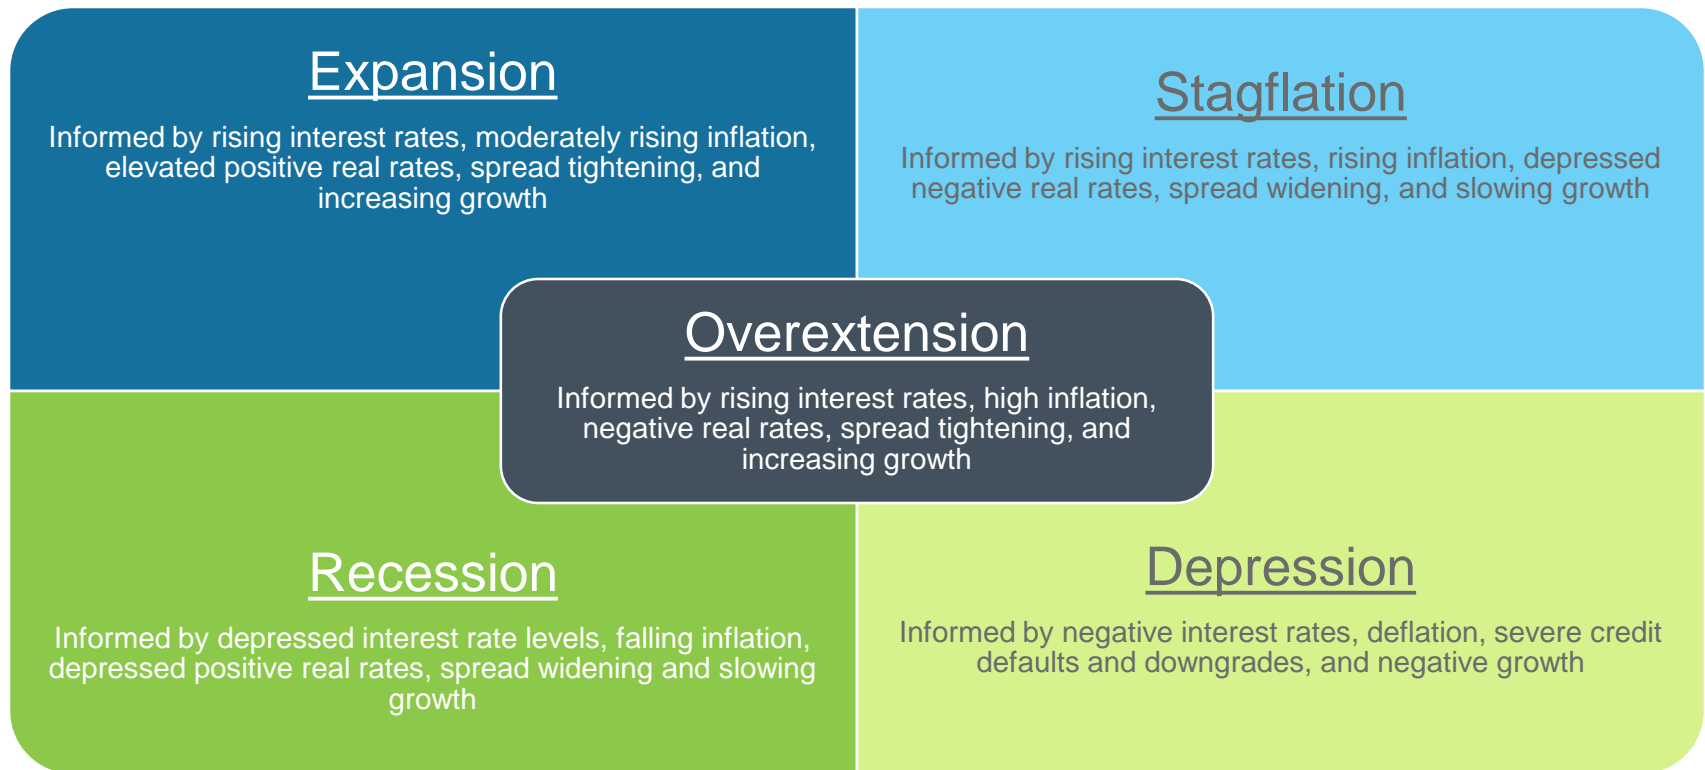 Expansion
Informed by rising interest rates, moderately rising inflation,
elevated positive real rates, spread tightening, and
increasing growth
Stagflation
Informed by rising interest rates, rising inflation, depressed
negative real rates, spread widening, and slowing growth
Overextension
Informed by rising interest rates, high inflation,
negative real rates, spread tightening, and
increasing growth
Recession
Informed by depressed interest rate levels, falling inflation,
depressed positive real rates, spread widening and slowing
growth
Depression
Informed by negative interest rates, deflation, severe credit
defaults and downgrades, and negative growth